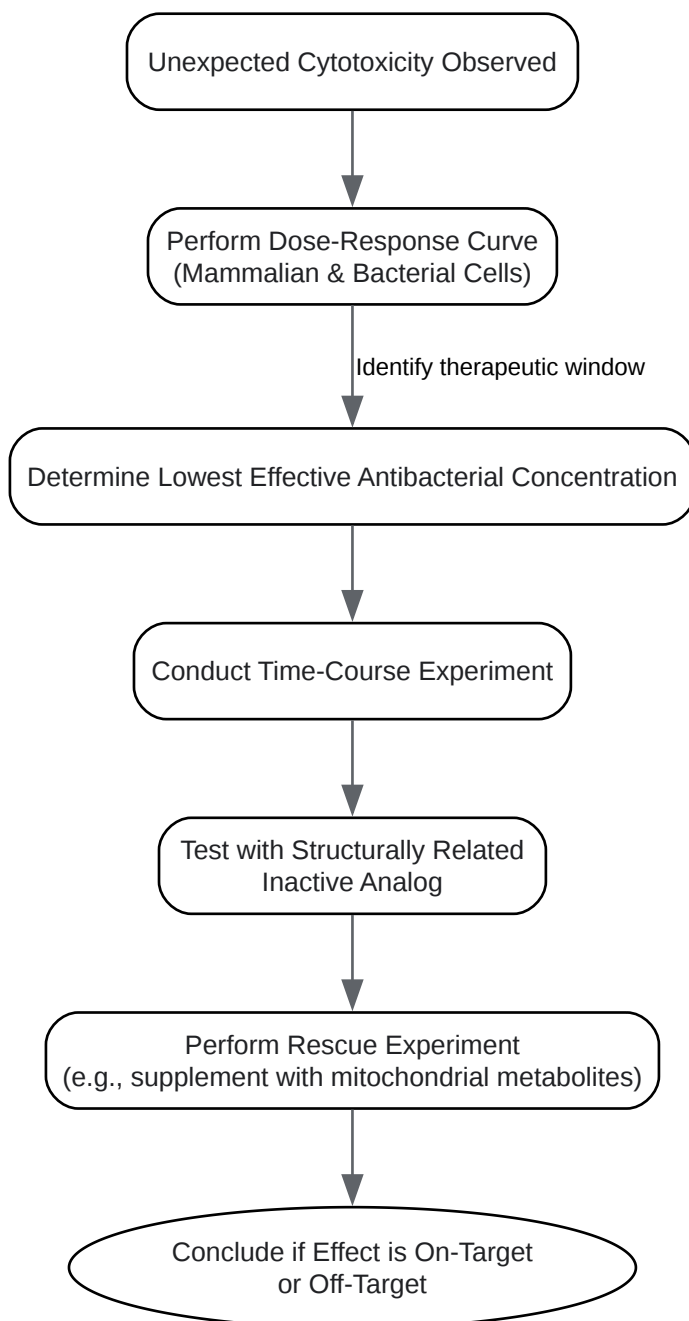 Unexpected Cytotoxicity Observed
Perform Dose-Response Curve
(Mammalian & Bacterial Cells)
Identify therapeutic window
Determine Lowest Effective Antibacterial Concentration
Conduct Time-Course Experiment
Test with Structurally Related
Inactive Analog
Perform Rescue Experiment
(e.g., supplement with mitochondrial metabolites)
Conclude if Effect is On-Target
or Off-Target